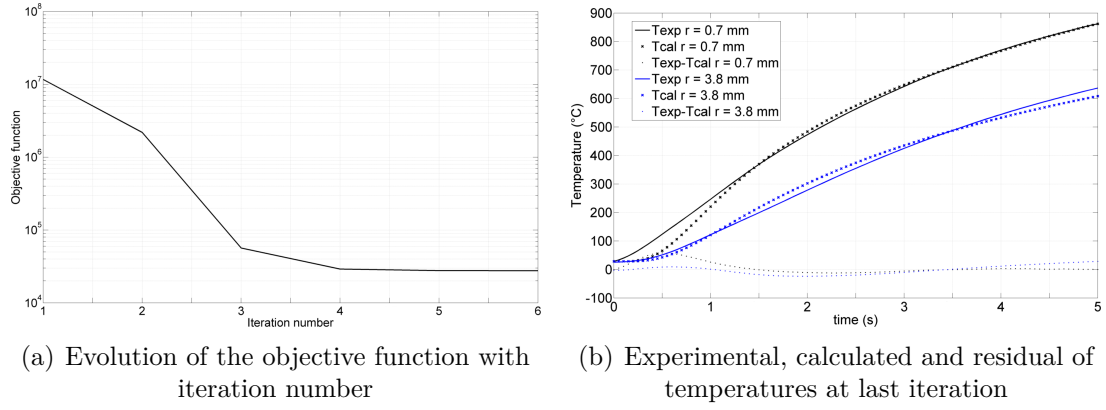 10^8
10^7
10^6
10^5
10^4
Objective function
1 2 3 4 5 6
Iteration number
(a) Evolution of the objective function with
iteration number
900
800
700
600
500
400
300
200
100
0
-100
Temperature (°C)
Texp r = 0.7 mm
Tcal r = 0.7 mm
Texp-Tcal r = 0.7 mm
Texp r = 3.8 mm
Tcal r = 3.8 mm
Texp-Tcal r = 3.8 mm
0 1 2 3 4 5
time (s)
(b) Experimental, calculated and residual of
temperatures at last iteration